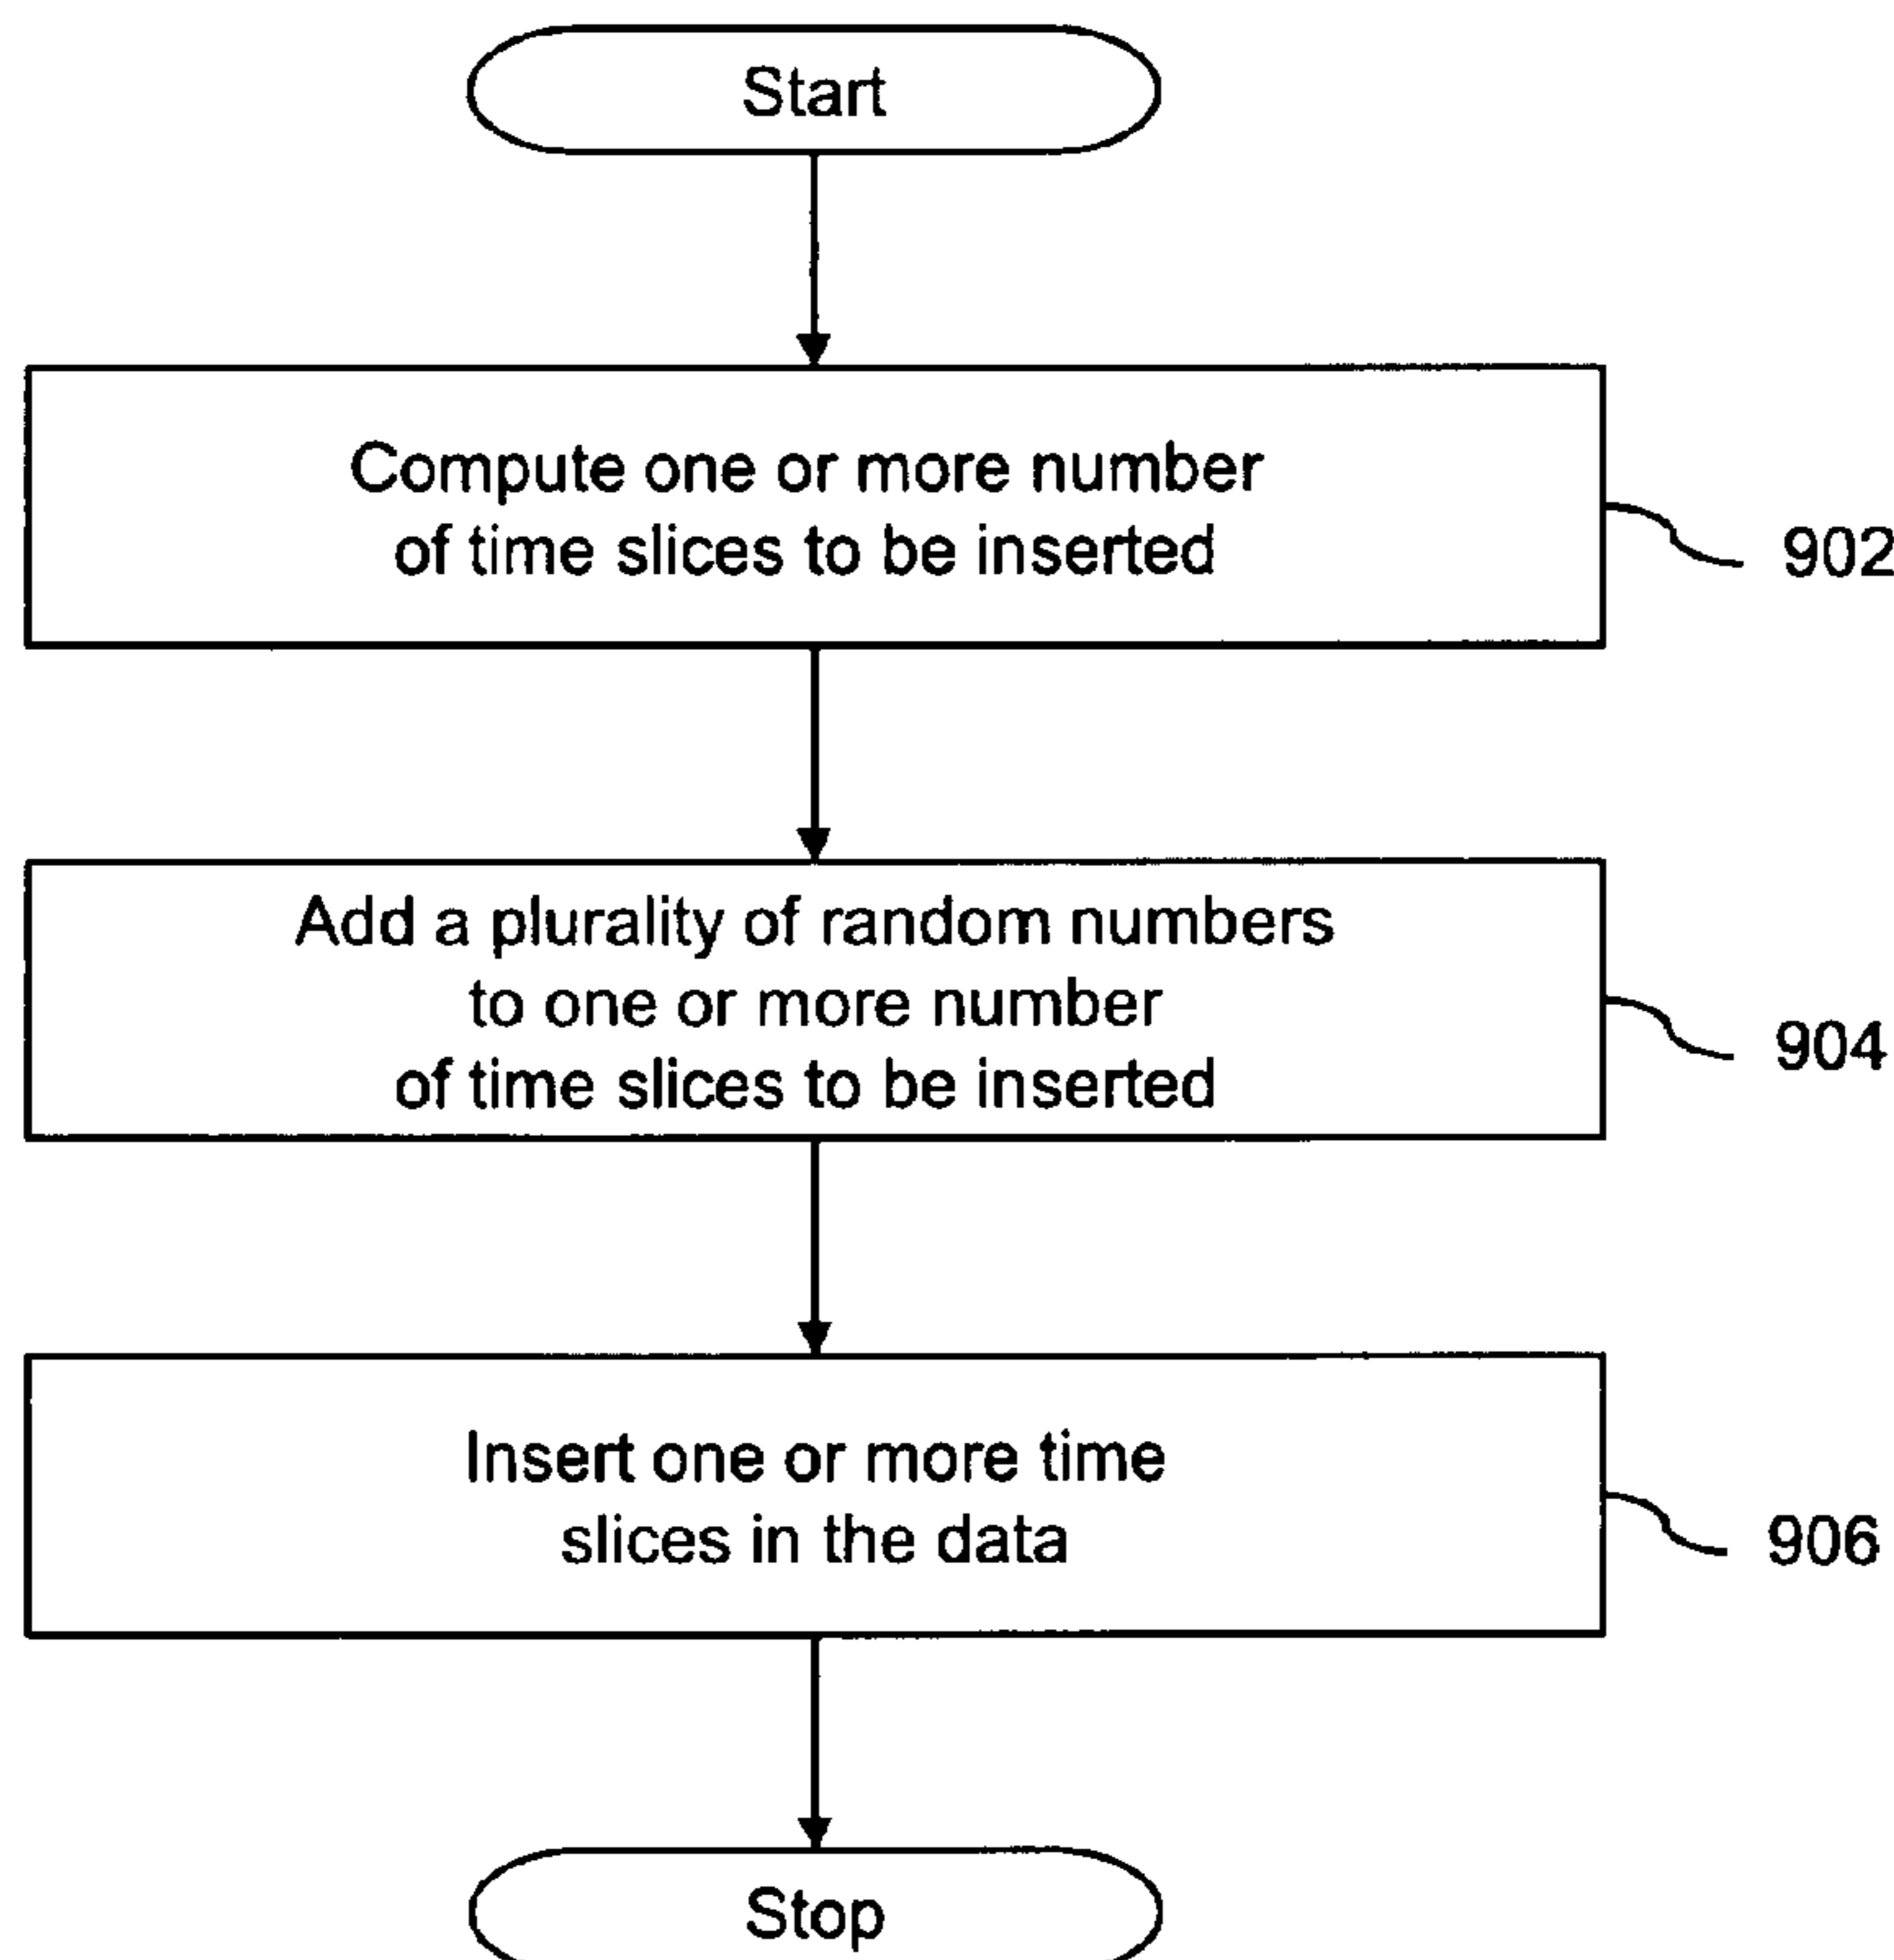 Start
Compute one or more number
of time slices to be inserted
902
Add a plurality of random numbers
to one or more number
of time slices to be inserted
904
Insert one or more time
slices in the data
906
Stop